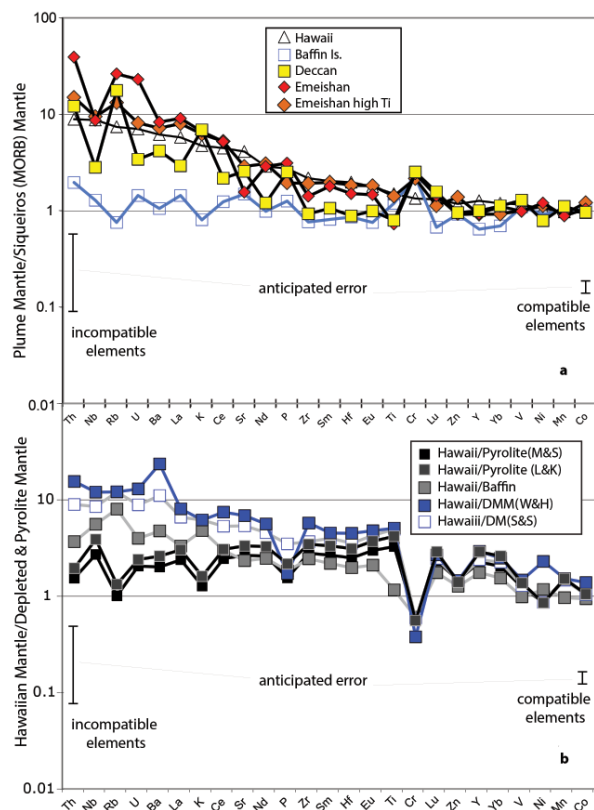 100
10
1
0.1
0.01
Plume Mantle/Siqueiros (MORB) Mantle
Hawaii
Baffin Is.
Deccan
Emeishan
Emeishan high Ti
anticipated error
incompatible
elements
compatible
elements
a
Th Nb Rb U Ba La K Ce Sr Nd P Zr Sm Hf Eu Ti Cr Lu Zn Y Yb V Ni Mn Co
10
1
0.1
0.01
Hawaiian Mantle/Depleted & Pyrolite Mantle
Hawaii/Pyrolite(M&S)
Hawaii/Pyrolite (L&K)
Hawaii/Baffin
Hawaii/DMM(W&H)
Hawaiii/DM(S&S)
anticipated error
incompatible
elements
compatible
elements
b
Th Nb Rb U Ba La K Ce Sr Nd P Zr Sm Hf Eu Ti Cr Lu Zn Y Yb V Ni Mn Co